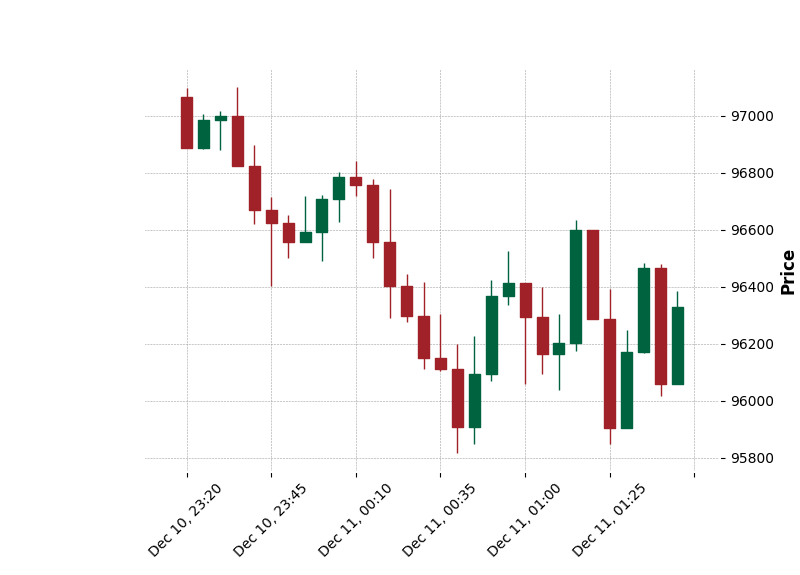 97000
96800
96600
96400
96200
96000
95800
Price
Dec 10, 23:20
Dec 10, 23:45
Dec 11, 00:10
Dec 11, 00:35
Dec 11, 01:00
Dec 11, 01:25